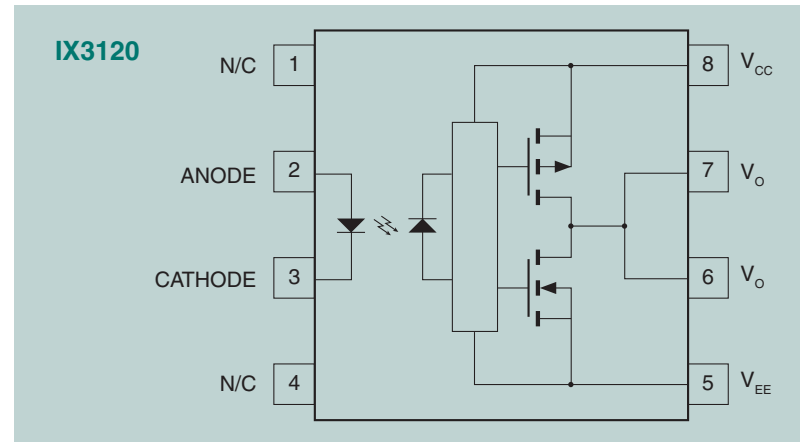 IX3120
N/C 1
ANODE 2
CATHODE 3
N/C 4
8 VCC
7 VO
6 VO
5 VEE